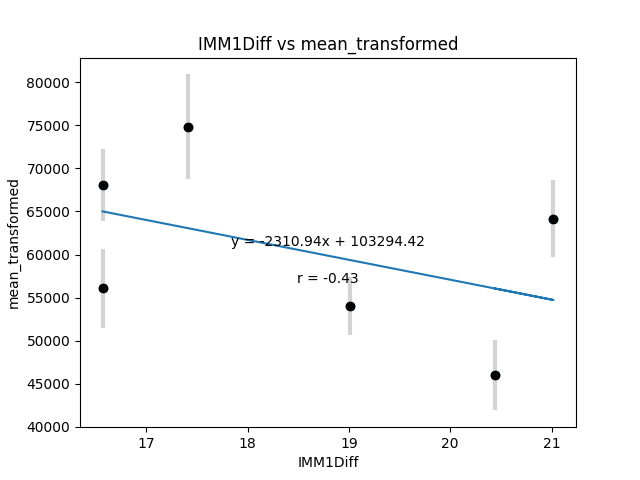 IMM1Diff vs mean_transformed
mean_transformed
80000
75000
70000
65000
60000
55000
50000
45000
40000
y = -2310.94x + 103294.42
r = -0.43
17
18
19
20
21
IMM1Diff